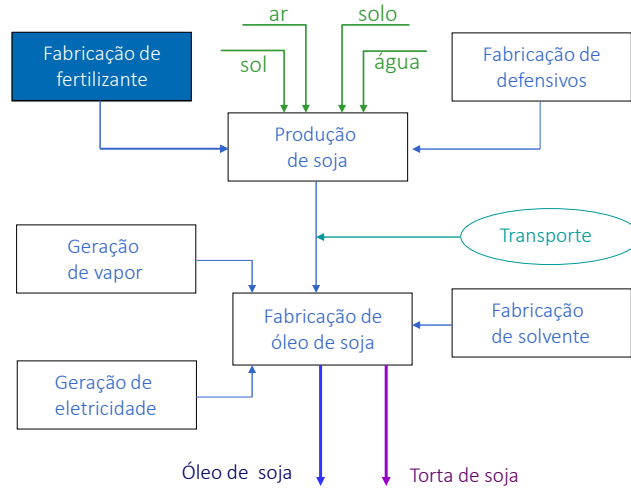 ar
solo
Fabricação de
fertilizante
sol
água
Fabricação de
defensivos
Produção
de soja
Transporte
Geração
de vapor
Fabricação de
óleo de soja
Fabricação
de solvente
Geração de
eletricidade
Óleo de soja
Torta de soja